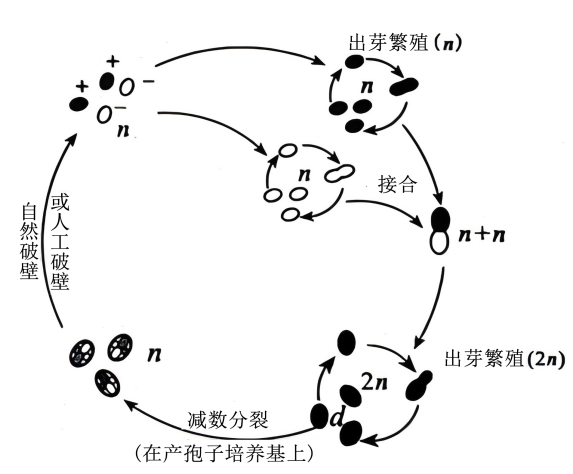 出芽繁殖(n)
+
+
−
−
n
n
n
接合
n+n
自然破壁
或人工破壁
n
2n
出芽繁殖(2n)
d
减数分裂
(在产孢子培养基上)